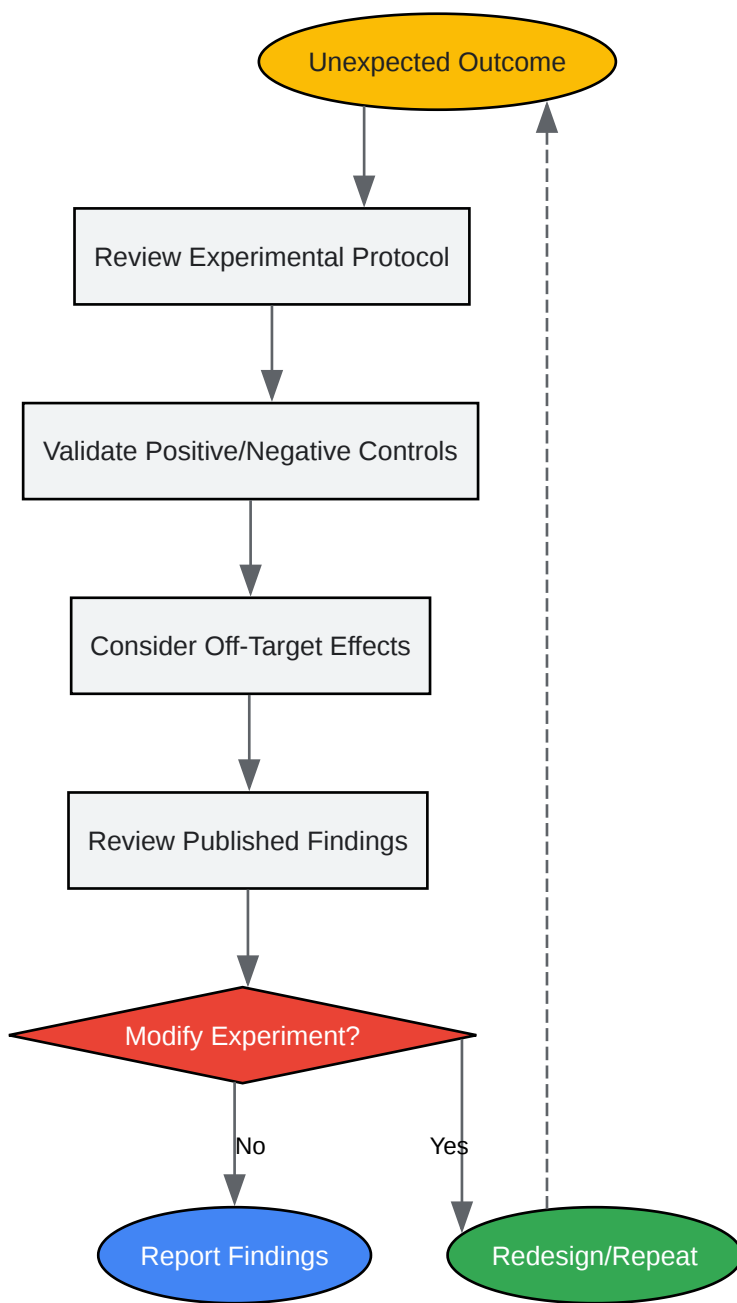 Unexpected Outcome
Review Experimental Protocol
Validate Positive/Negative Controls
Consider Off-Target Effects
Review Published Findings
Modify Experiment?
No
Yes
Report Findings
Redesign/Repeat